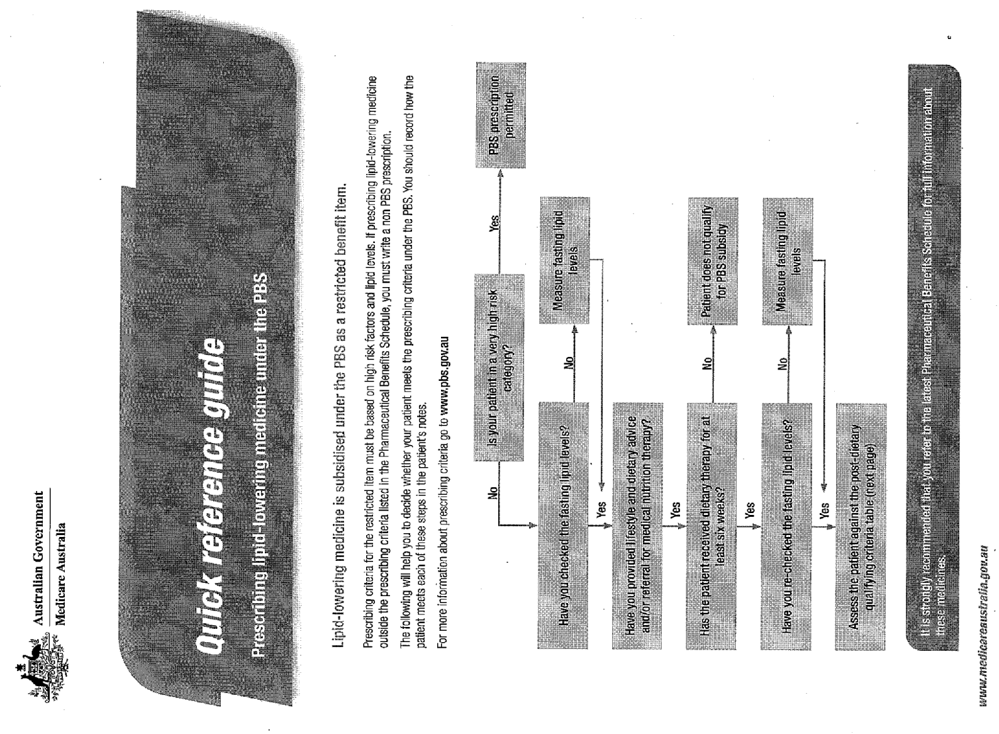 Australian Government
Medicare Australia
Quick reference guide
Prescribing lipid-lowering medicine under the PBS
Lipid-lowering medicine is subsidised under the PBS as a restricted benefit item.
Prescribing criteria for the restricted item must be based on high risk factors and lipid levels. If prescribing lipid-lowering medicine
outside the prescribing criteria listed in the Pharmaceutical Benefits Schedule, you must write a non PBS prescription.
The following will help you to decide whether your patient meets the prescribing criteria under the PBS. You should record how the
patient meets each of these steps in the patient's notes.
For more information about prescribing criteria go to www.pbs.gov.au
Is your patient in a very high risk
category?
Yes
PBS prescription
permitted
No
Have you checked the fasting lipid levels?
No
Measure fasting lipid
levels
Yes
Have you provided lifestyle and dietary advice
and/or referral for medical nutrition therapy?
Yes
Has the patient received dietary therapy for at
least six weeks?
No
Patient does not qualify
for PBS subsidy
Yes
Have you re-checked the fasting lipid levels?
No
Measure fasting lipid
levels
Yes
Assess the patient against the post-dietary
qualifying criteria table (next page)
It is strongly recommended that you refer to the latest Pharmaceutical Benefits Schedule for full information about
these medicines.
www.medicareaustralia.gov.au